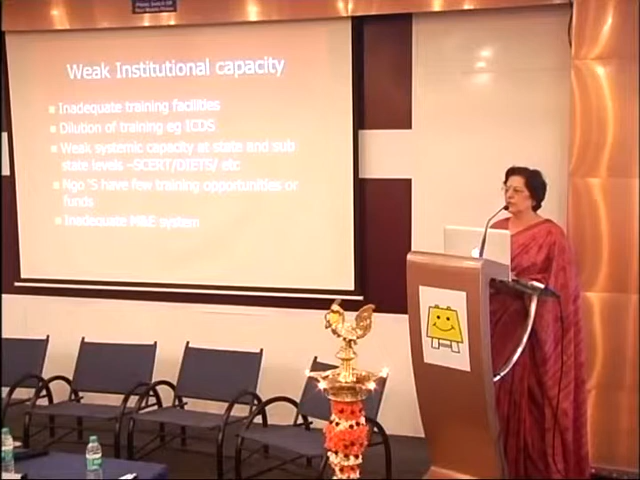 Weak Institutional Capacity
Inadequate training facilities
Dilution of training eg ICDS
Weak systemic capacity at state and sub
state levels –SCERT/DIETS/ etc
Ngo 'S have few training opportunities or
funds
Inadequate M&E system